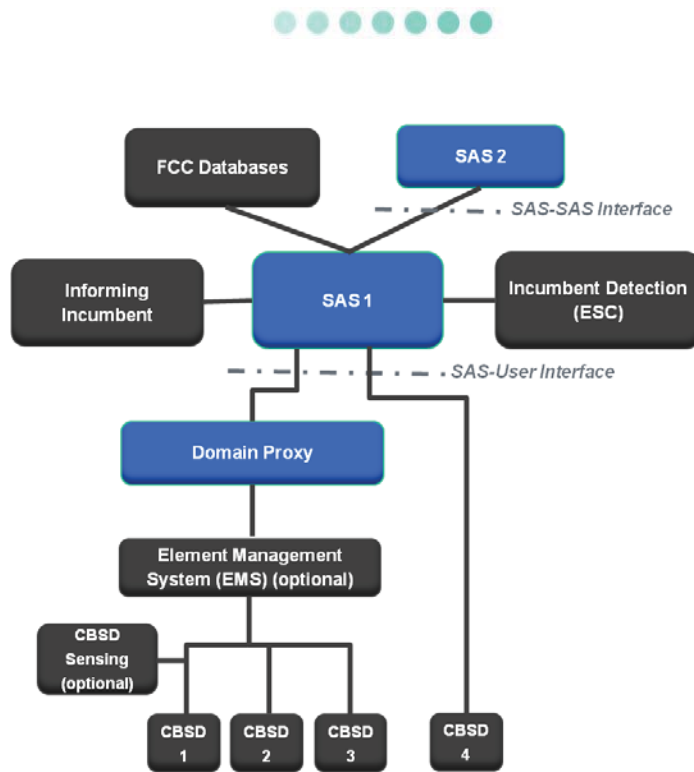 FCC Databases
SAS 2
SAS-SAS Interface
Informing
Incumbent
SAS 1
Incumbent Detection
(ESC)
SAS-User Interface
Domain Proxy
Element Management
System (EMS) (optional)
CBSD
Sensing
(optional)
CBSD
1
CBSD
2
CBSD
3
CBSD
4